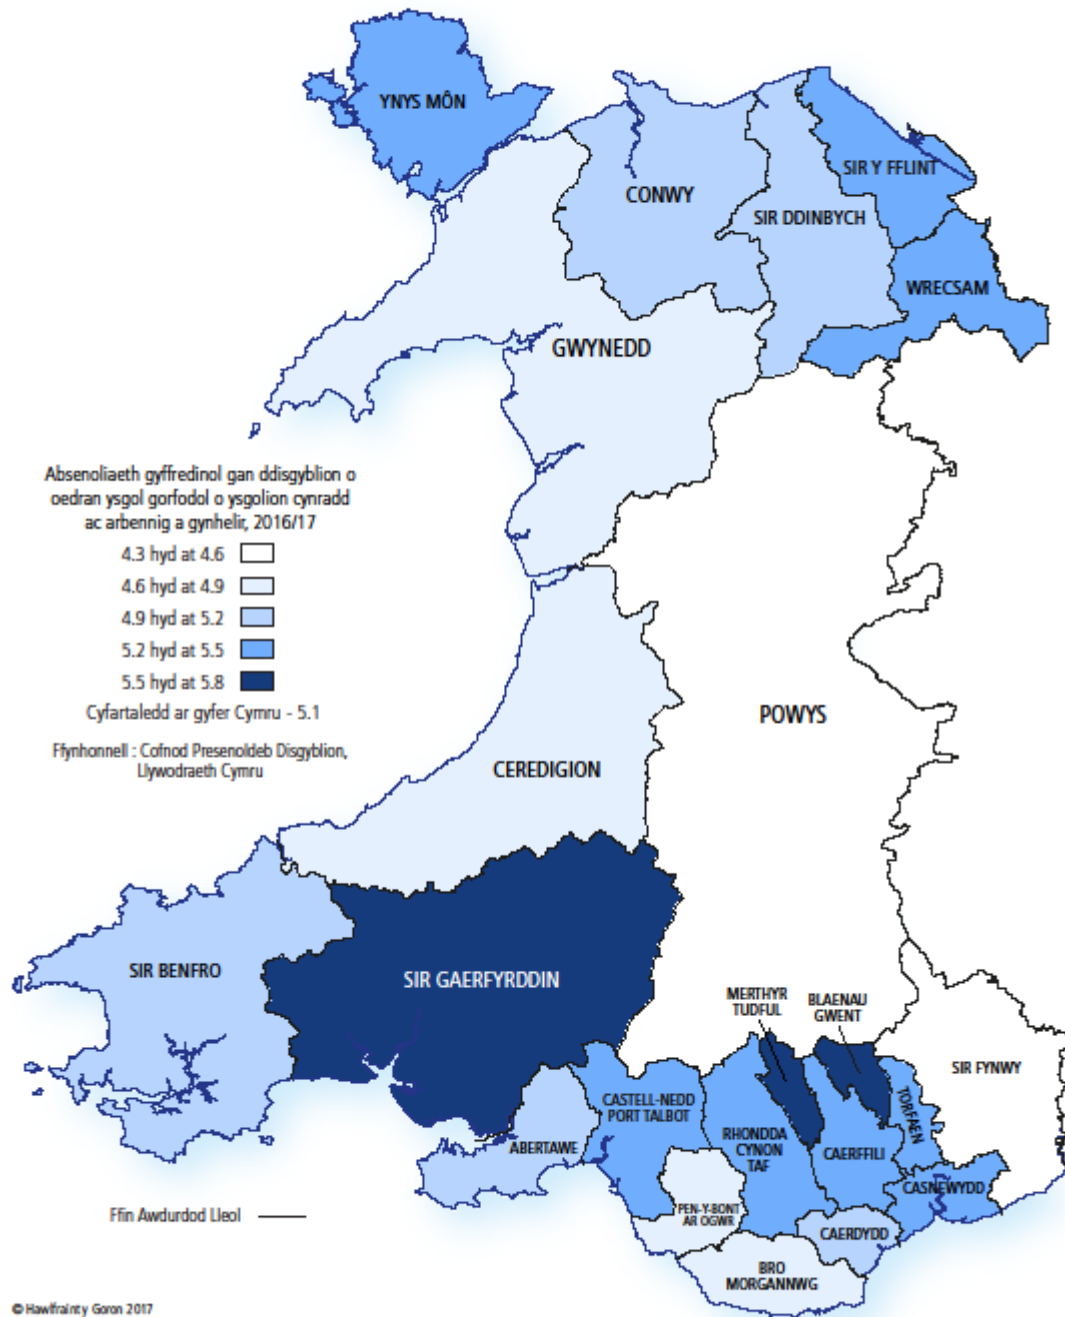 YNYS MÔN
CONWY
SIR Y FFLINT
SIR DDINBYCH
WRECSAM
GWYNEDD
Absenoliaeth gyffredinol gan ddisgyblion o
oedran ysgol gorfodol o ysgolion cynradd
ac arbennig a gynhelir, 2016/17
4.3 hyd at 4.6
4.6 hyd at 4.9
4.9 hyd at 5.2
5.2 hyd at 5.5
5.5 hyd at 5.8
Cyfartaledd ar gyfer Cymru - 5.1
Ffynhonnell : Cofnod Presenoldeb Disgyblion,
Llywodraeth Cymru
POWYS
CEREDIGION
SIR BENFRO
SIR GAERFYRDDIN
MERTHYR
TUDFUL
BLAENAU
GWENT
SIR FYNWY
CASTELL-NEDD
PORT TALBOT
TORFAEN
ABERTAWE
RHONDDA
CYNON
TAF
CAERFFILI
CASNEWYDD
PEN-Y-BONT
AR OGWR
CAERDYDD
BRO
MORGANNWG
Ffin Awdurdod Lleol
© Hawlfrainty Goron 2017